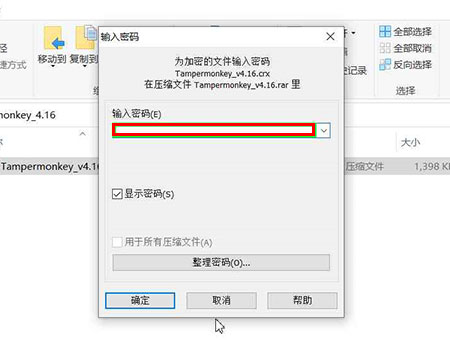 输入密码
为加密的文件输入密码
Tampermonkey_v4.16.crx
在压缩文件 Tampermonkey_v4.16.rar 里
输入密码(E)
显示密码(S)
用于所有压缩文件(A)
整理密码(O)...
确定
取消
帮助
移动到
复制到
全部选择
全部取消
反向选择
选择
史记录
径
捷方式
onkey_4.16
大小
Tampermonkey_v4.16
压缩文件
1,398 K